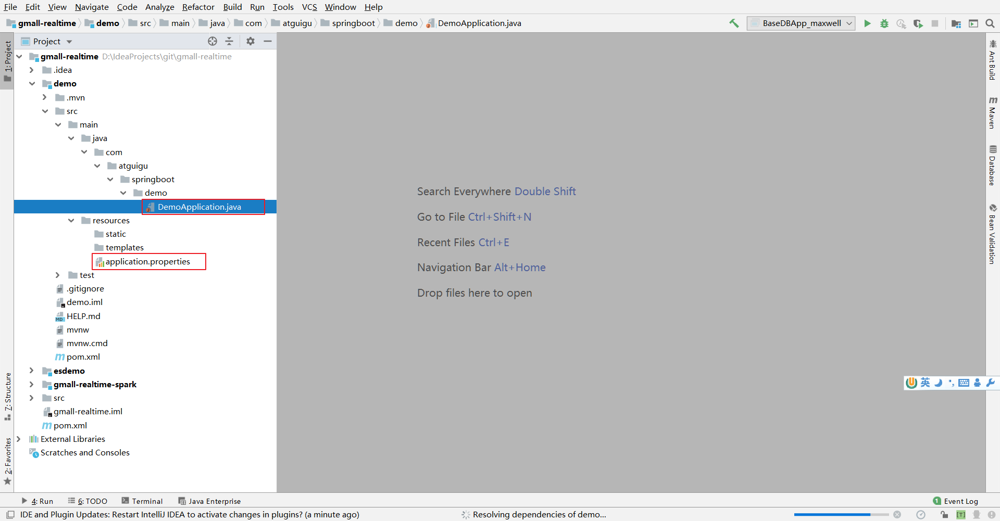 File Edit View Navigate Code Analyze Refactor Build Run Tools VCS Window Help
gmall-realtime demo src main java com atguigu springboot demo DemoApplication.java
BaseDBApp_maxwell
Project
gmall-realtime D:\IdeaProjects\git\gmall-realtime
.idea
demo
.mvn
src
main
java
com
atguigu
springboot
demo
DemoApplication.java
resources
static
templates
application.properties
test
.gitignore
demo.iml
HELP.md
mvnw
mvnw.cmd
pom.xml
esdemo
gmall-realtime-spark
src
gmall-realtime.iml
pom.xml
External Libraries
Scratches and Consoles
1: Project
7: Structure
2: Favorites
Search Everywhere Double Shift
Go to File Ctrl+Shift+N
Recent Files Ctrl+E
Navigation Bar Alt+Home
Drop files here to open
Ant Build
Maven
Database
Bean Validation
英
4: Run 6: TODO Terminal Java Enterprise
1 Event Log
IDE and Plugin Updates: Restart IntelliJ IDEA to activate changes in plugins? (a minute ago)
Resolving dependencies of demo...
[T]